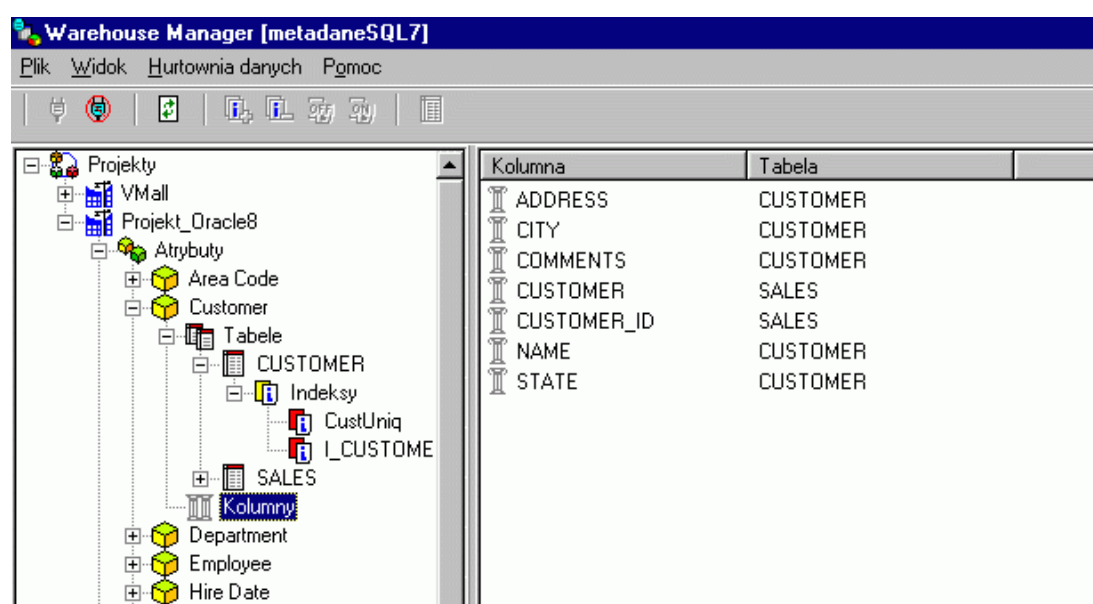 Warehouse Manager [metadaneSQL7]
Plik Widok Hurtownia danych Pomoc
Projekty
VMall
Projekt_Oracle8
Atrybuty
Area Code
Customer
Tabele
CUSTOMER
Indeksy
CustUniq
I_CUSTOME
SALES
Kolumny
Department
Employee
Hire Date
Kolumna Tabela
ADDRESS CUSTOMER
CITY CUSTOMER
COMMENTS CUSTOMER
CUSTOMER SALES
CUSTOMER_ID SALES
NAME CUSTOMER
STATE CUSTOMER